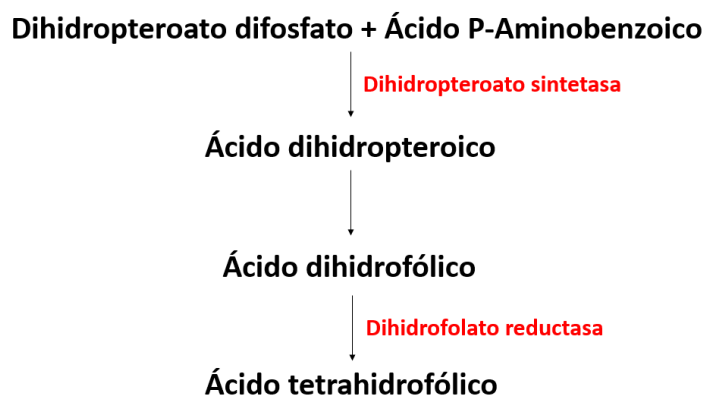 Dihidropteroato difosfato + Ácido P-Aminobenzoico
Dihidropteroato sintetasa
Ácido dihidropteroico
Ácido dihidrofólico
Dihidrofolato reductasa
Ácido tetrahidrofólico